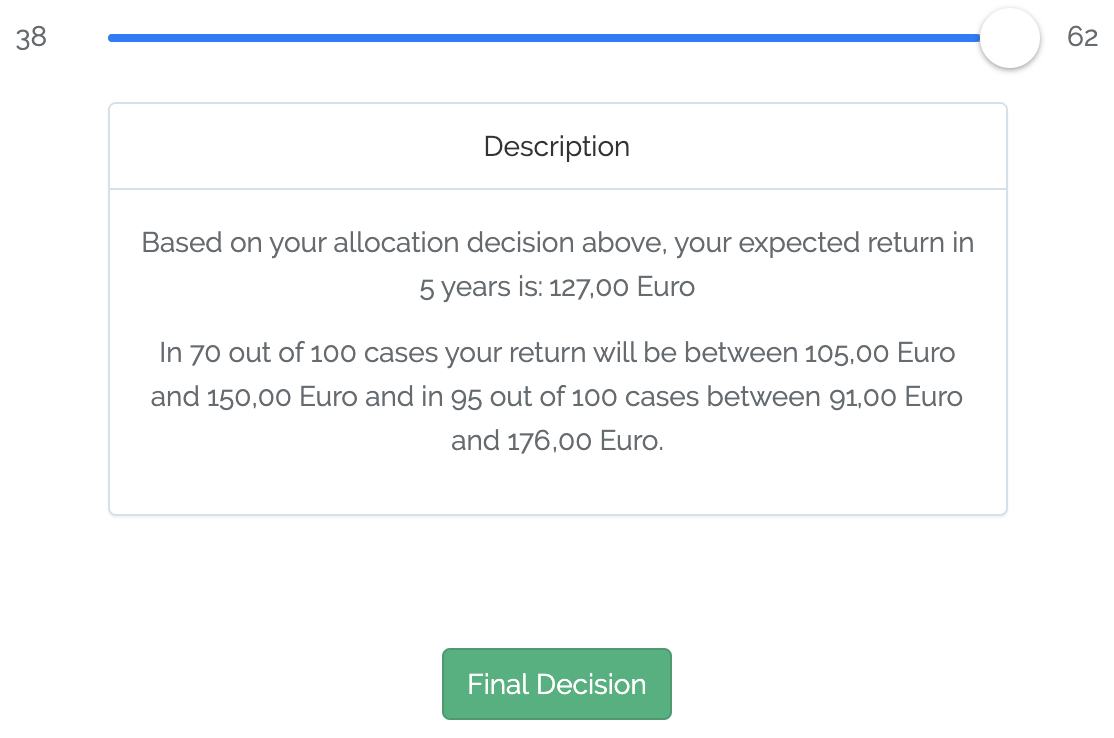 38 62
Description
Based on your allocation decision above, your expected return in
5 years is: 127,00 Euro
In 70 out of 100 cases your return will be between 105,00 Euro
and 150,00 Euro and in 95 out of 100 cases between 91,00 Euro
and 176,00 Euro.
Final Decision